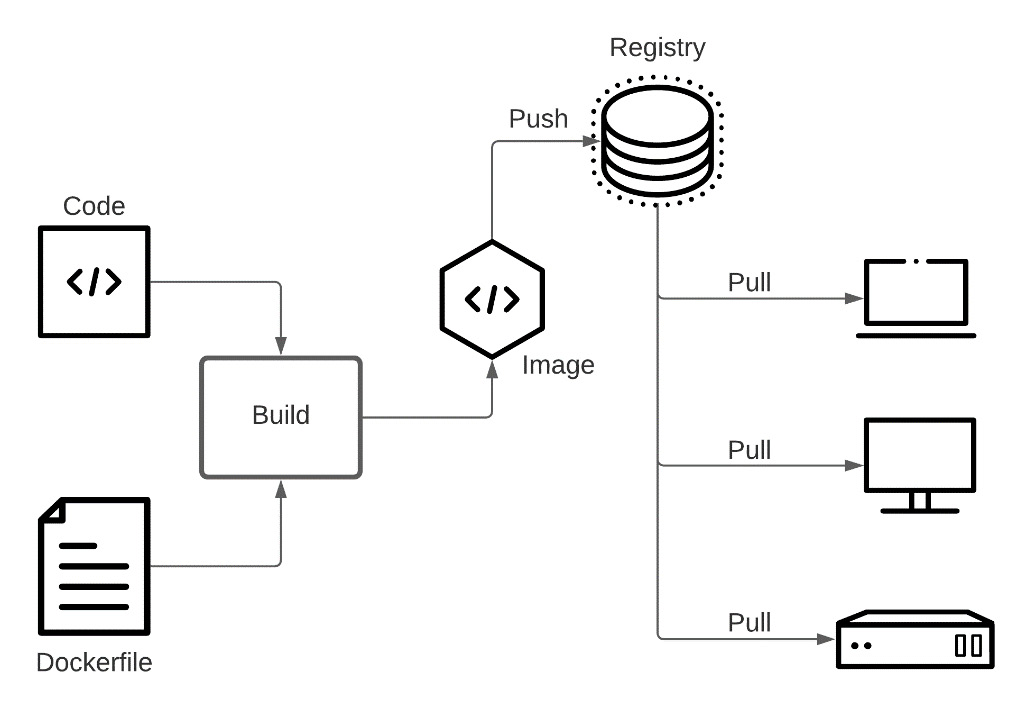 Registry
Push
Code
</>
</>
Pull
Image
Build
Pull
Pull
Dockerfile